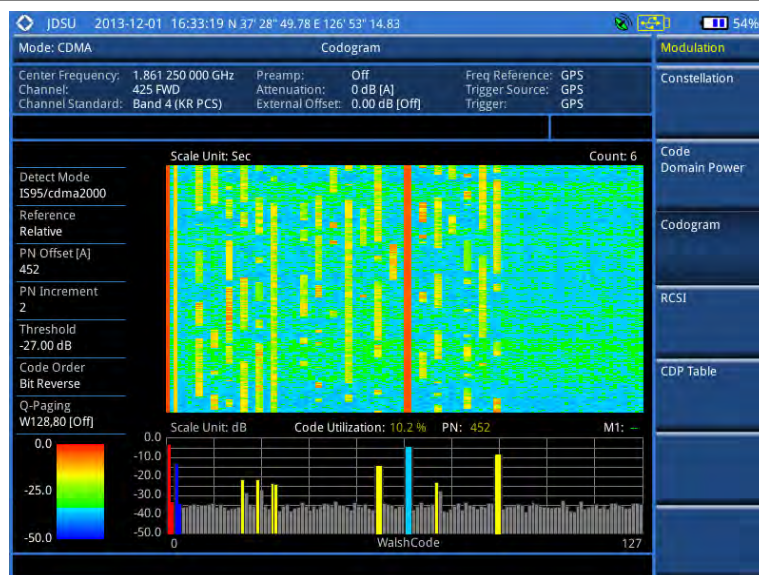 JDSU 2013-12-01 16:33:19 N 37' 28" 49.78 E 126' 53" 14.83 54%
Mode: CDMA Codogram Modulation
Center Frequency: 1.861 250 000 GHz Preamp: Off Freq Reference: GPS
Channel: 425 FWD Attenuation: 0 dB [A] Trigger Source: GPS
Channel Standard: Band 4 (KR PCS) External Offset: 0.00 dB [Off] Trigger: GPS
Constellation
Code
Domain Power
Codogram
RCSI
CDP Table
Scale Unit: Sec Count: 6
Detect Mode
IS95/cdma2000
Reference
Relative
PN Offset [A]
452
PN Increment
2
Threshold
-27.00 dB
Code Order
Bit Reverse
Q-Paging
W128,80 [Off]
0.0
-25.0
-50.0
Scale Unit: dB Code Utilization: 10.2 % PN: 452 M1: --
0.0
-10.0
-20.0
-30.0
-40.0
-50.0
0 WalshCode 127